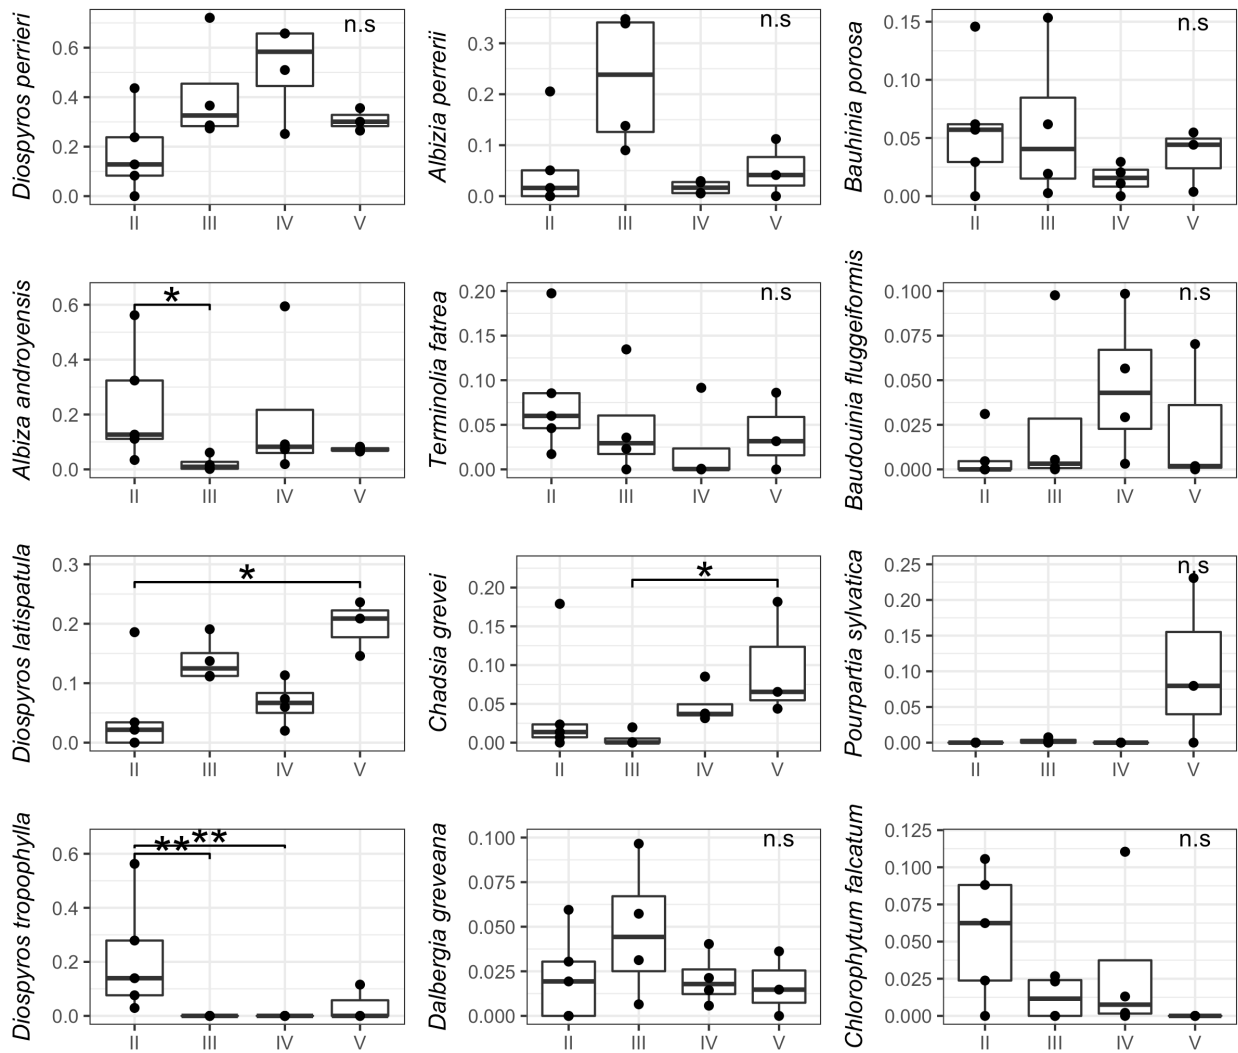 Diospyros perrieri
0.6
0.4
0.2
0.0
n.s
II III IV V
Albizia perrerii
0.3
0.2
0.1
0.0
n.s
II III IV V
Bauhinia porosa
0.15
0.10
0.05
0.00
n.s
II III IV V
Albiza androyensis
0.6
0.4
0.2
0.0
*
II III IV V
Terminolia fatrea
0.20
0.15
0.10
0.05
0.00
n.s
II III IV V
Baudouinia fluggeiformis
0.100
0.075
0.050
0.025
0.000
n.s
II III IV V
Diospyros latispatula
0.3
0.2
0.1
0.0
*
II III IV V
Chadsia grevei
0.20
0.15
0.10
0.05
0.00
*
II III IV V
Pourpartia sylvatica
0.25
0.20
0.15
0.10
0.05
0.00
n.s
II III IV V
Diospyros tropophylla
0.6
0.4
0.2
0.0
**
**
II III IV V
Dalbergia greveana
0.100
0.075
0.050
0.025
0.000
n.s
II III IV V
Chlorophytum falcatum
0.125
0.100
0.075
0.050
0.025
0.000
n.s
II III IV V